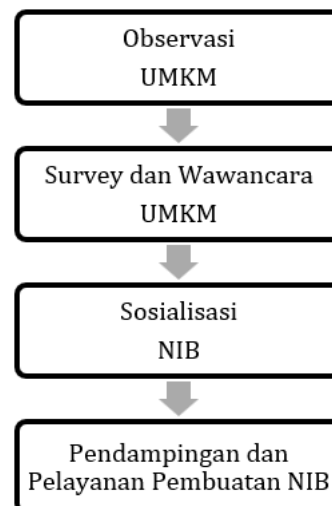 Observasi
UMKM
Survey dan Wawancara
UMKM
Sosialisasi
NIB
Pendampingan dan
Pelayanan Pembuatan NIB